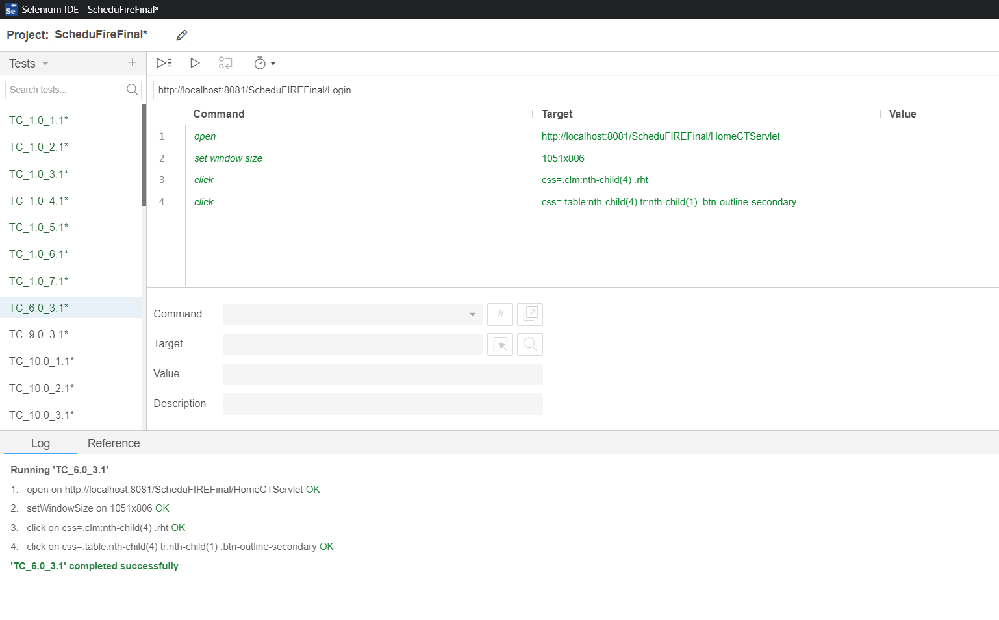 Selenium IDE - ScheduFireFinal*
Project: ScheduFireFinal*
Tests
Search tests...
TC_1.0_1.1*
TC_1.0_2.1*
TC_1.0_3.1*
TC_1.0_4.1*
TC_1.0_5.1*
TC_1.0_6.1*
TC_1.0_7.1*
TC_6.0_3.1*
TC_9.0_3.1*
TC_10.0_1.1*
TC_10.0_2.1*
TC_10.0_3.1*
http://localhost:8081/ScheduFIREFinal/Login
Command Target Value
1 open http://localhost:8081/ScheduFIREFinal/HomeCTServlet
2 set window size 1051x806
3 click css=.clm:nth-child(4) .rht
4 click css=.table:nth-child(4) tr:nth-child(1) .btn-outline-secondary
Command //
Target
Value
Description
Log Reference
Running 'TC_6.0_3.1'
1. open on http://localhost:8081/ScheduFIREFinal/HomeCTServlet OK
2. setWindowSize on 1051x806 OK
3. click on css=.clm:nth-child(4) .rht OK
4. click on css=.table:nth-child(4) tr:nth-child(1) .btn-outline-secondary OK
'TC_6.0_3.1' completed successfully